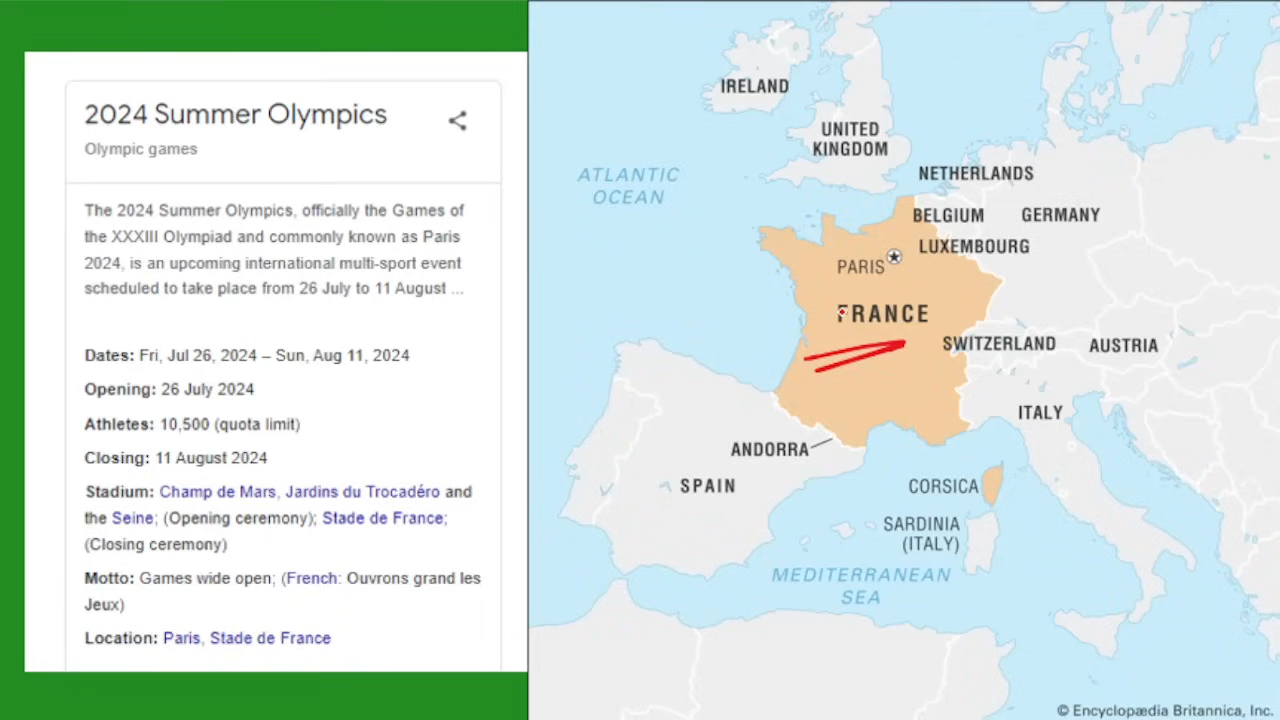 2024 Summer Olympics
Olympic games
The 2024 Summer Olympics, officially the Games of
the XXXIII Olympiad and commonly known as Paris
2024, is an upcoming international multi-sport event
scheduled to take place from 26 July to 11 August ...
Dates: Fri, Jul 26, 2024 – Sun, Aug 11, 2024
Opening: 26 July 2024
Athletes: 10,500 (quota limit)
Closing: 11 August 2024
Stadium: Champ de Mars, Jardins du Trocadéro and
the Seine; (Opening ceremony); Stade de France;
(Closing ceremony)
Motto: Games wide open; (French: Ouvrons grand les
Jeux)
Location: Paris, Stade de France
IRELAND
UNITED
KINGDOM
ATLANTIC
OCEAN
NETHERLANDS
BELGIUM
GERMANY
LUXEMBOURG
PARIS
FRANCE
SWITZERLAND
AUSTRIA
ITALY
ANDORRA
SPAIN
CORSICA
SARDINIA
(ITALY)
MEDITERRANEAN
SEA
© Encyclopædia Britannica, Inc.